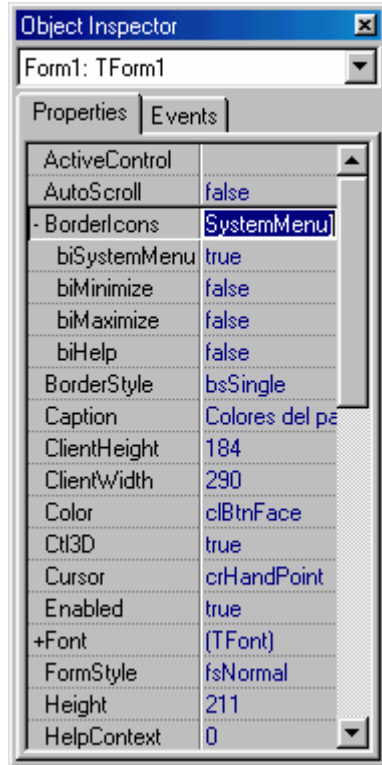 Object Inspector
Form1: TForm1
Properties Events
ActiveControl
AutoScroll false
- BorderIcons SystemMenu]
biSystemMenu true
biMinimize false
biMaximize false
biHelp false
BorderStyle bsSingle
Caption Colores del pa
ClientHeight 184
ClientWidth 290
Color clBtnFace
Ctl3D true
Cursor crHandPoint
Enabled true
+Font (TFont)
FormStyle fsNormal
Height 211
HelpContext 0